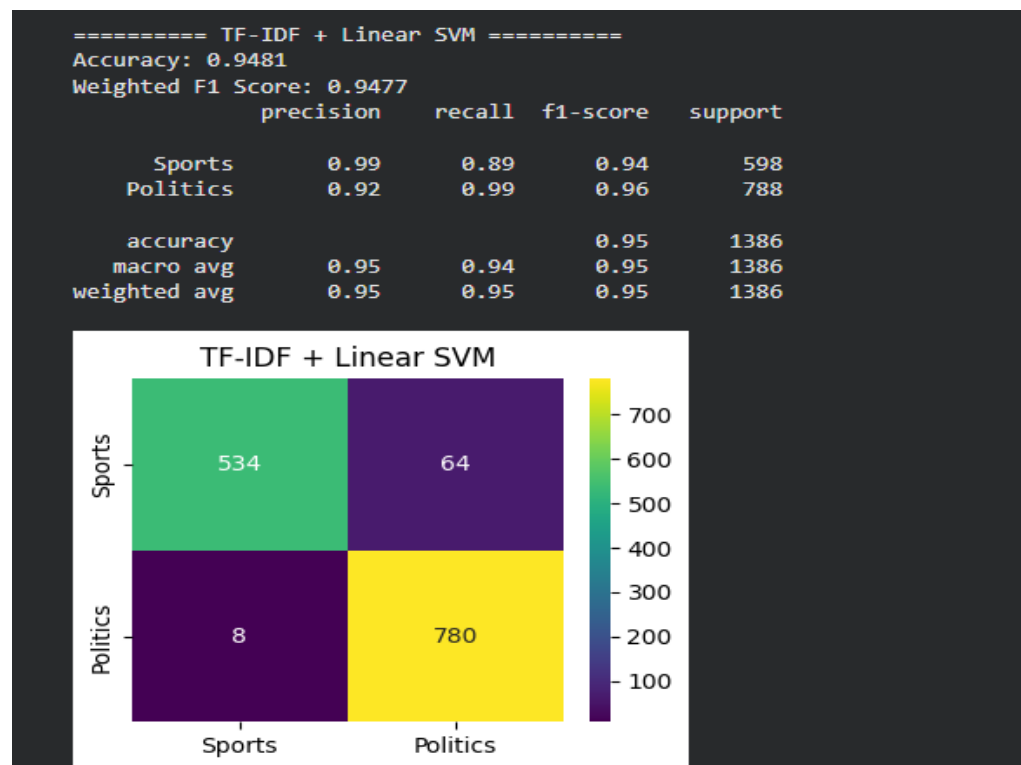 ========== TF-IDF + Linear SVM ==========
Accuracy: 0.9481
Weighted F1 Score: 0.9477
precision recall f1-score support
Sports 0.99 0.89 0.94 598
Politics 0.92 0.99 0.96 788
accuracy 0.95 1386
macro avg 0.95 0.94 0.95 1386
weighted avg 0.95 0.95 0.95 1386
TF-IDF + Linear SVM
Sports 534 64
Politics 8 780
Sports Politics
700
600
500
400
300
200
100